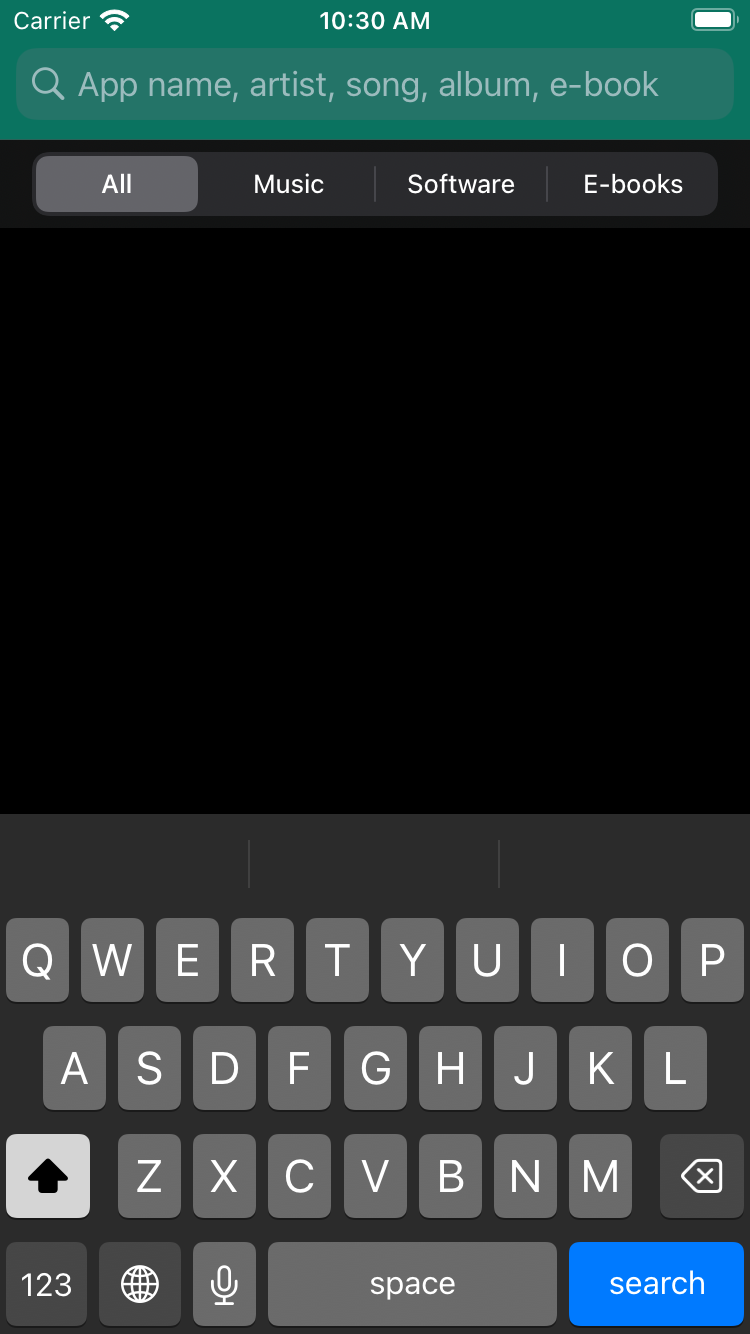 Carrier 10:30 AM
App name, artist, song, album, e-book
All Music Software E-books
Q W E R T Y U I O P
A S D F G H J K L
Z X C V B N M
123 space search